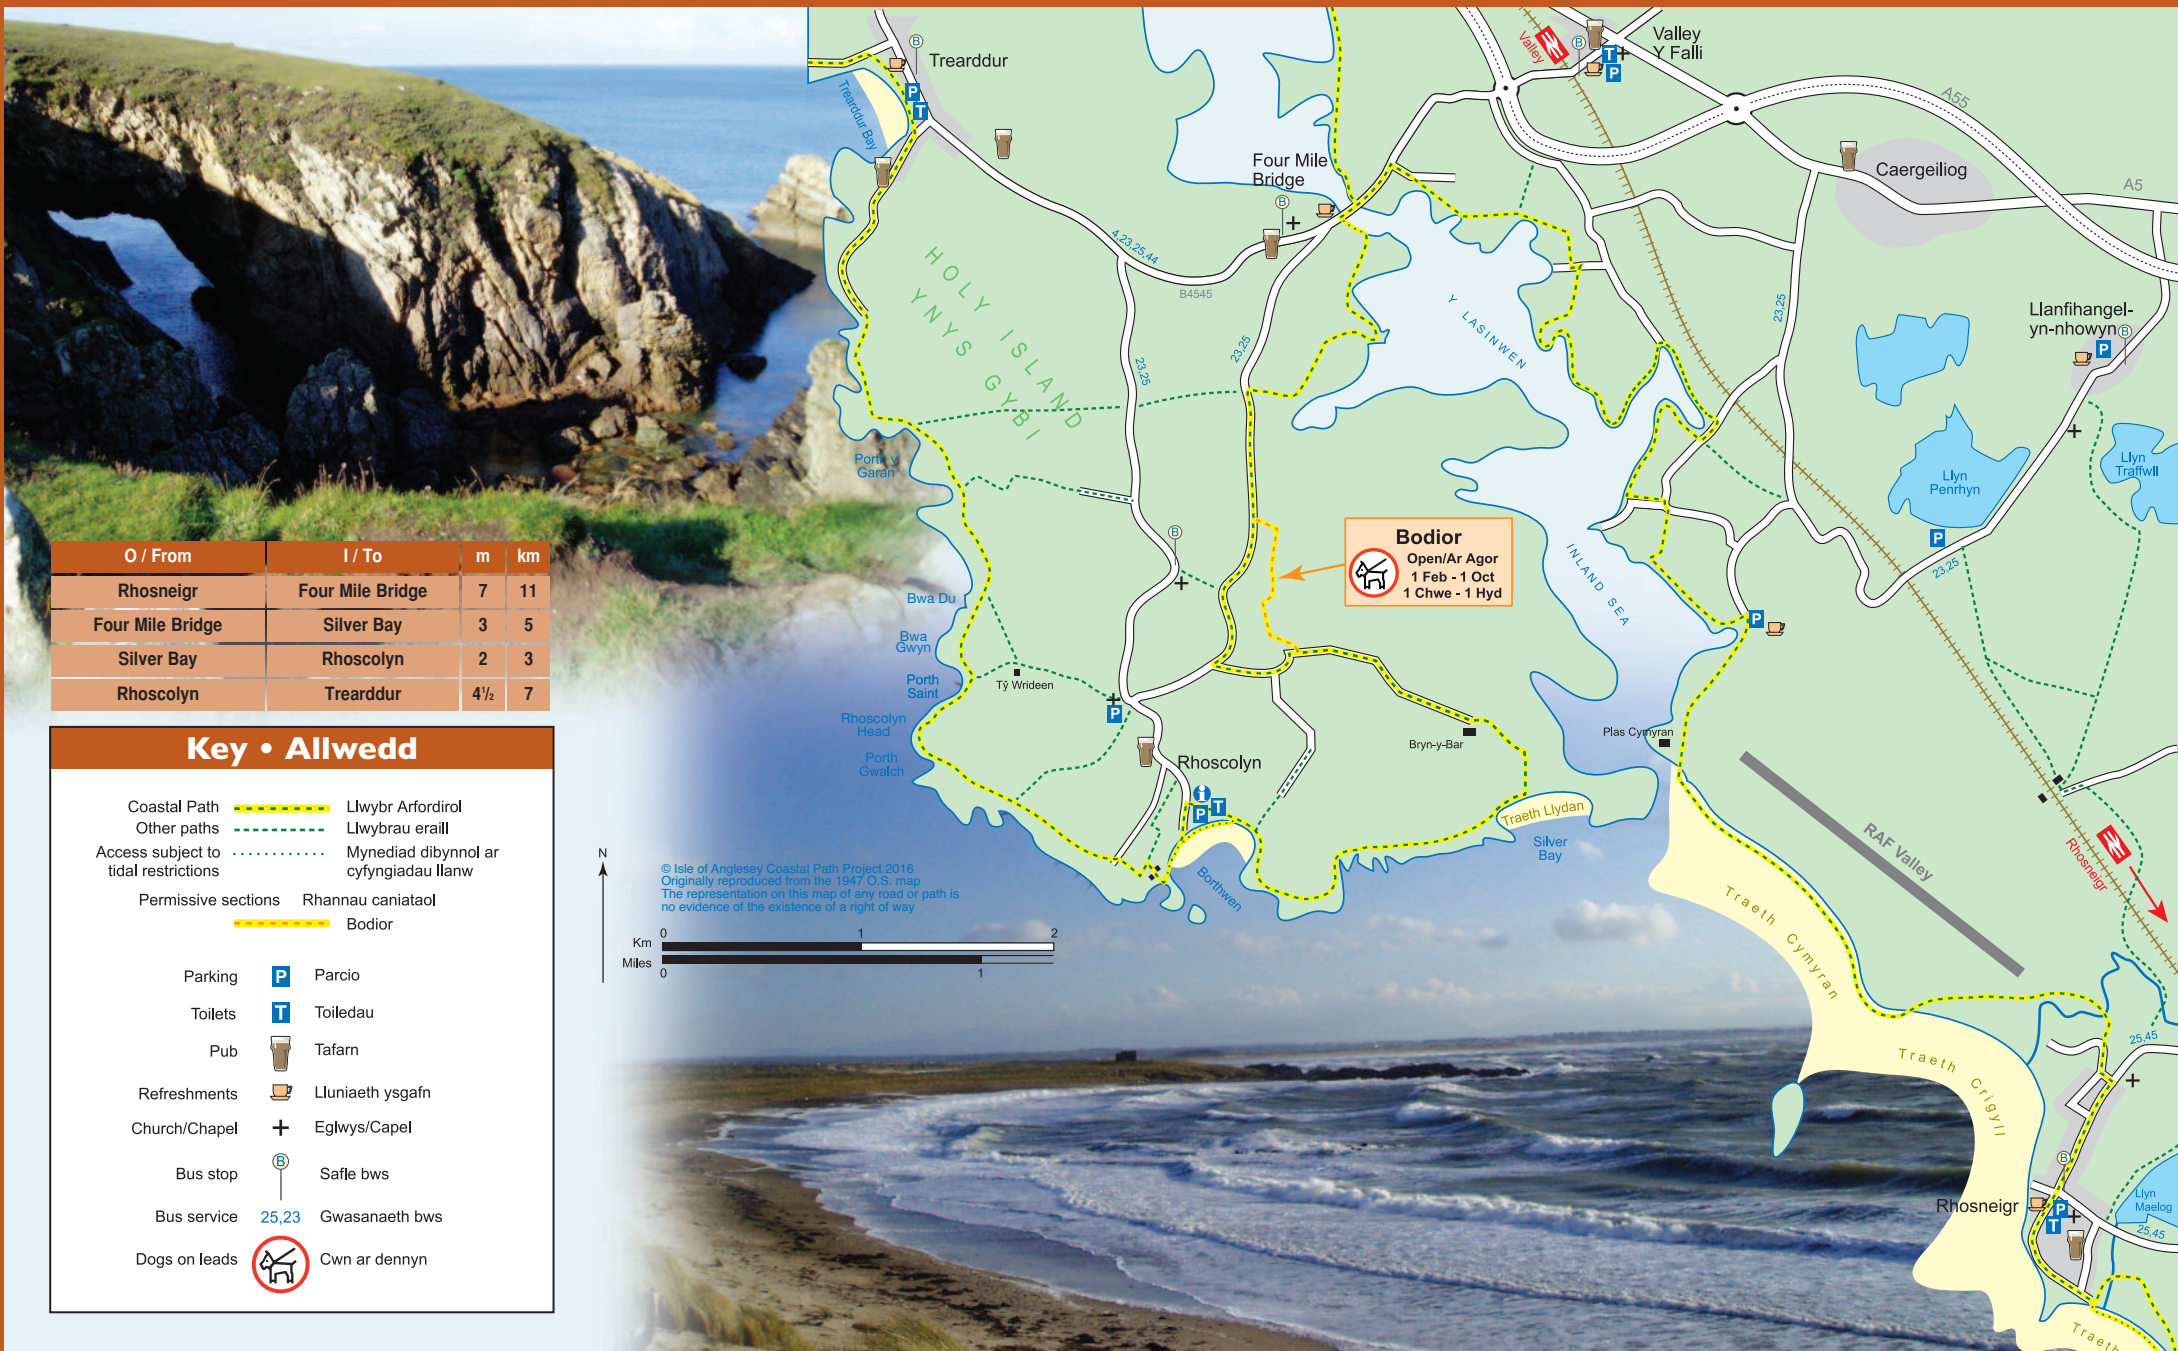 O / From I / To m km
Rhosneigr Four Mile Bridge 7 11
Four Mile Bridge Silver Bay 3 5
Silver Bay Rhoscolyn 2 3
Rhoscolyn Trearddur 4½ 7
Key • Allwedd
Coastal Path Llwybr Arfordirol
Other paths Llwybrau eraill
Access subject to Mynediad dibynnol ar
tidal restrictions cyfyngiadau llanw
Permissive sections Rhannau caniataol
Bodior
Parking P Parcio
Toilets T Toiledau
Pub Tafarn
Refreshments Lluniaeth ysgafn
Church/Chapel Eglwys/Capel
Bus stop B Safle bws
Bus service 25,23 Gwasanaeth bws
Dogs on leads Cwn ar dennyn
N
© Isle of Anglesey Coastal Path Project 2016
Originally reproduced from the 1947 O.S. map
The representation on this map of any road or path is
no evidence of the existence of a right of way
Km 0 1 2
Miles 0 1
B
Trearddur
P
T
Trearddur Bay
HOLY ISLAND
YNYS GYBI
4,23,25,44
B4545
23,25
23,25
Four Mile
Bridge
B
Valley
B
T
P
Valley
Y Falli
A55
Caergeiliog
A5
23,25
Llanfihangel-
yn-nhowyn
B
P
Y LASINWEN
INLAND SEA
Llyn
Penrhyn
Llyn
Traffwll
P
23,25
Porth y
Garan
Bwa Du
Bwa
Gwyn
Porth
Saint
Rhoscolyn
Head
Porth
Gwalch
Tŷ Wrideen
B
P
Bodior
Open/Ar Agor
1 Feb - 1 Oct
1 Chwe - 1 Hyd
P
Plas Cymyran
Bryn-y-Bar
Rhoscolyn
i
T
P
Borthwen
Traeth Llydan
Silver
Bay
RAF Valley
Rhosneigr
Traeth Cymyran
Traeth Crigyll
25,45
B
Rhosneigr
P
T
Llyn
Maelog
25,45
Traeth